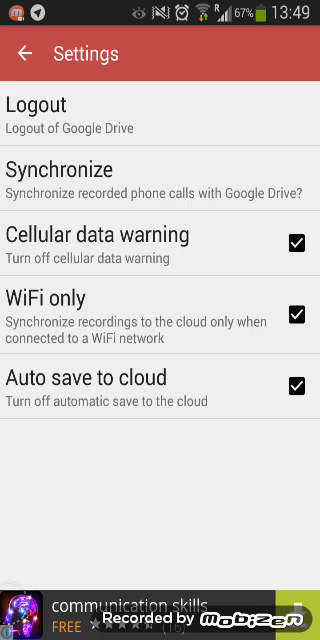 R 67% 13:49
Settings
Logout
Logout of Google Drive
Synchronize
Synchronize recorded phone calls with Google Drive?
Cellular data warning
Turn off cellular data warning
WiFi only
Synchronize recordings to the cloud only when
connected to a WiFi network
Auto save to cloud
Turn off automatic save to the cloud
communication skills
FREE
Recorded by mobizen